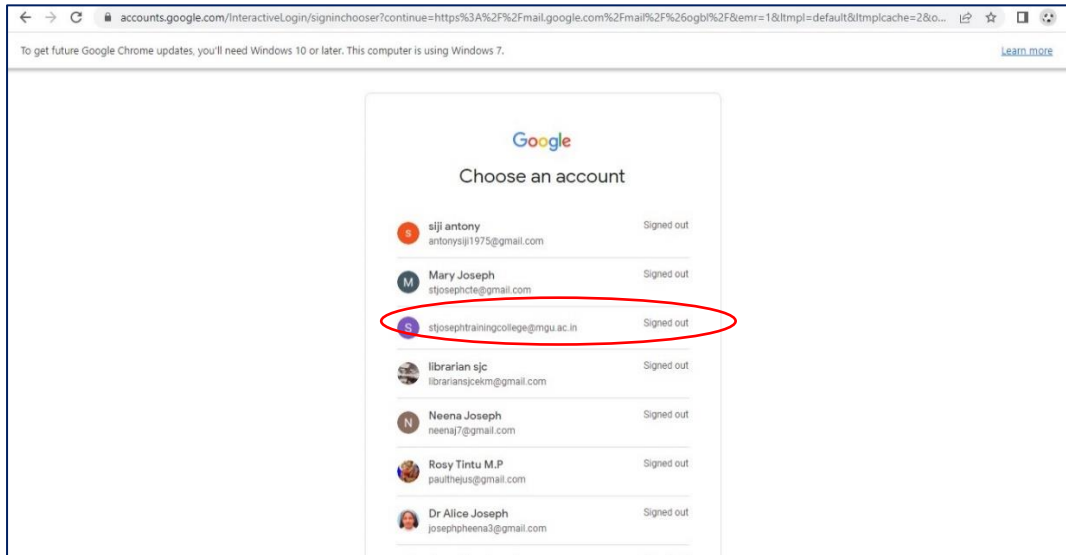 accounts.google.com/InteractiveLogin/signinchooser?continue=https%3A%2F%2Fmail.google.com%2Fmail%2F%26ogbl%2F&emr=1&ltmpl=default&ltmplcache=2&o...
To get future Google Chrome updates, you'll need Windows 10 or later. This computer is using Windows 7. Learn more
Google
Choose an account
s siji antony Signed out
antonysiji1975@gmail.com
M Mary Joseph Signed out
stjosephcte@gmail.com
S stjosephtrainingcollege@mgu.ac.in Signed out
librarian sjc Signed out
librariansjcekm@gmail.com
N Neena Joseph Signed out
neenaj7@gmail.com
Rosy Tintu M.P Signed out
paulthejus@gmail.com
Dr Alice Joseph Signed out
josephpheena3@gmail.com